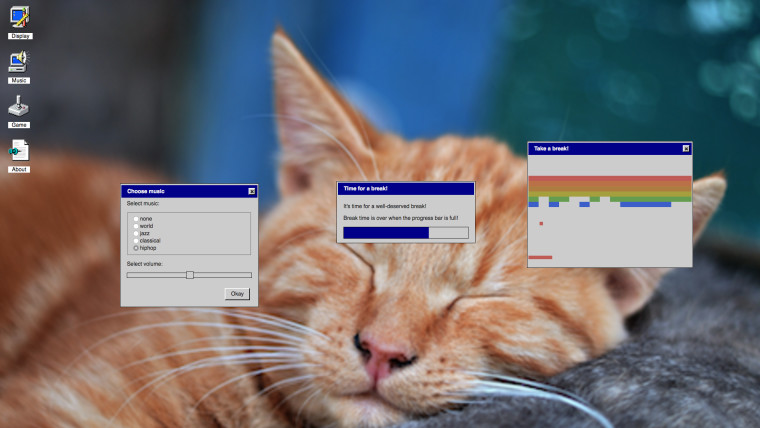 Display
Music
Game
About
Choose music
Select music:
none
world
jazz
classical
hiphop
Select volume:
Okay
Time for a break!
It's time for a well-deserved break!
Break time is over when the progress bar is full!
Take a break!